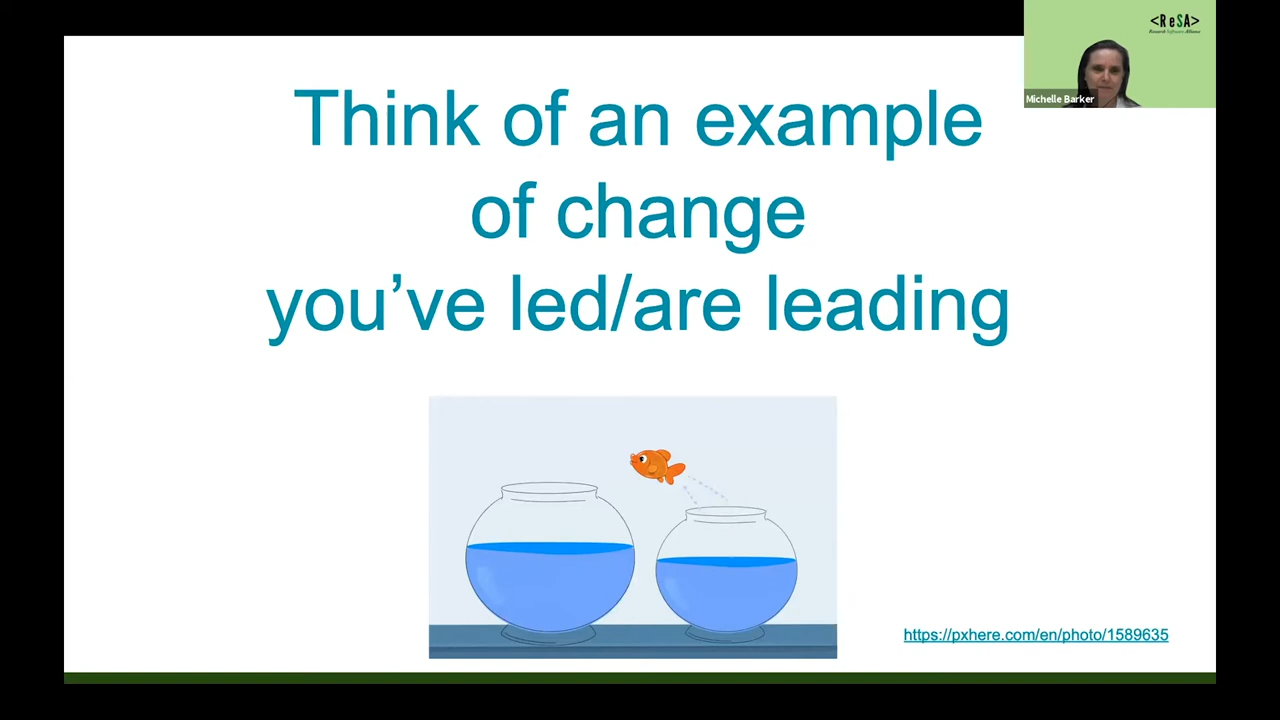 <ReSA>
Research Software Alliance
Michelle Barker
Think of an example
of change
you’ve led/are leading
https://pxhere.com/en/photo/1589635